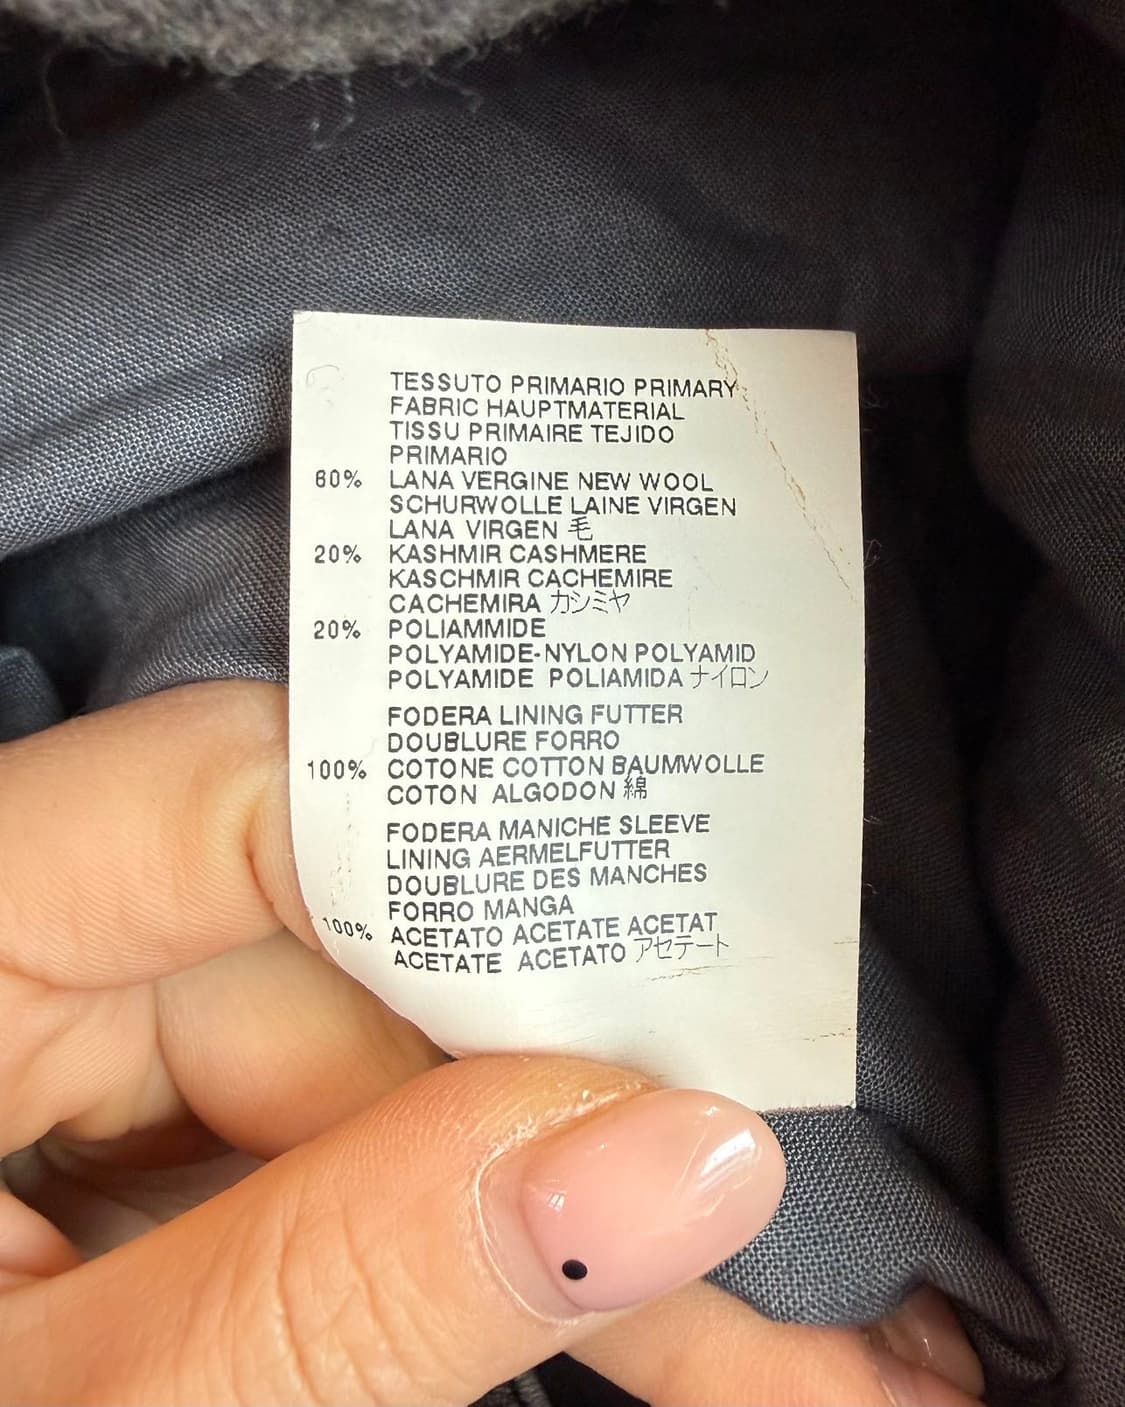 TESSUTO PRIMARIO PRIMARY
FABRIC HAUPTMATERIAL
TISSU PRIMAIRE TEJIDO
PRIMARIO
60% LANA VERGINE NEW WOOL
SCHURWOLLE LAINE VIRGEN
LANA VIRGEN 毛
20% KASHMIR CASHMERE
KASCHMIR CACHEMIRE
CACHEMIRA カシミヤ
20% POLIAMMIDE
POLYAMIDE-NYLON POLYAMID
POLYAMIDE POLIAMIDA ナイロン
FODERA LINING FUTTER
DOUBLURE FORRO
100% COTONE COTTON BAUMWOLLE
COTON ALGODON 綿
FODERA MANICHE SLEEVE
LINING AERMELFUTTER
DOUBLURE DES MANCHES
FORRO MANGA
100% ACETATO ACETATE ACETAT
ACETATE ACETATO アセテート